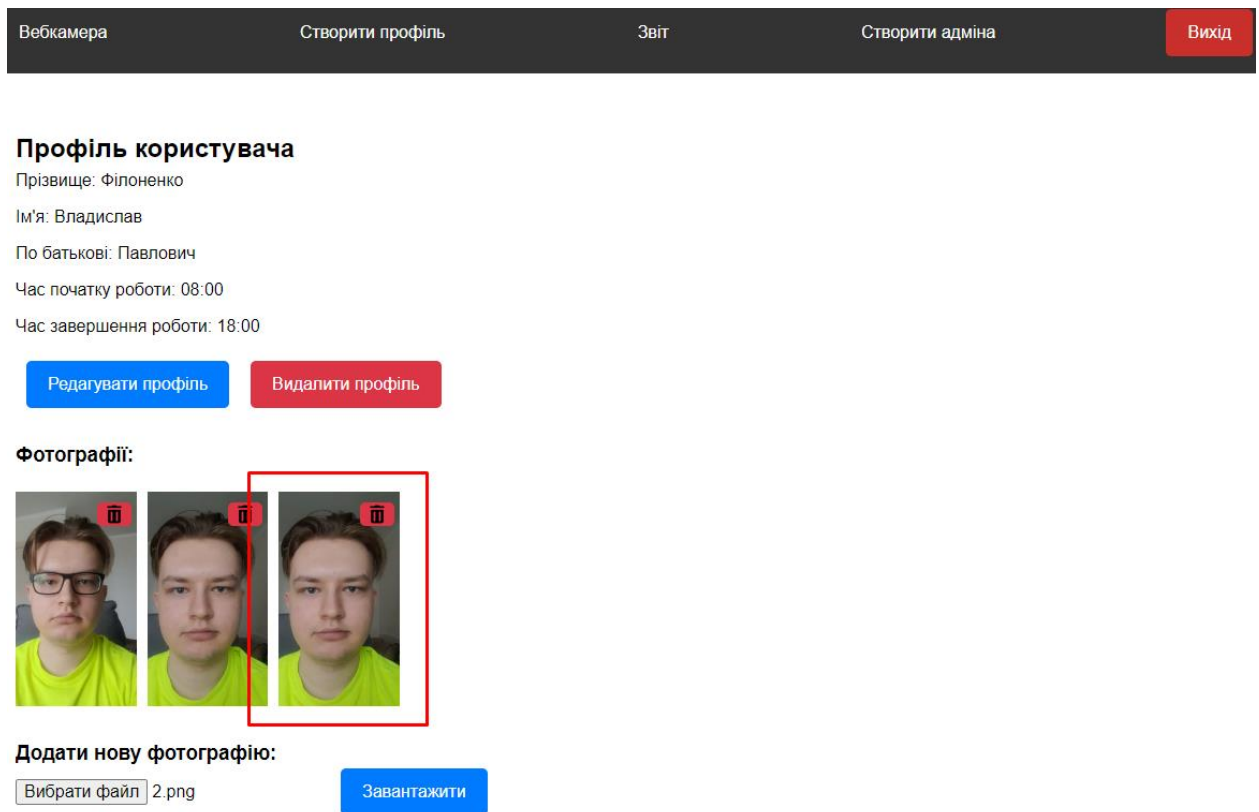 Вебкамера Створити профіль Звіт Створити адміна Вихід
Профіль користувача
Прізвище: Філоненко
Ім'я: Владислав
По батькові: Павлович
Час початку роботи: 08:00
Час завершення роботи: 18:00
Редагувати профіль Видалити профіль
Фотографії:
Додати нову фотографію:
Вибрати файл 2.png Завантажити